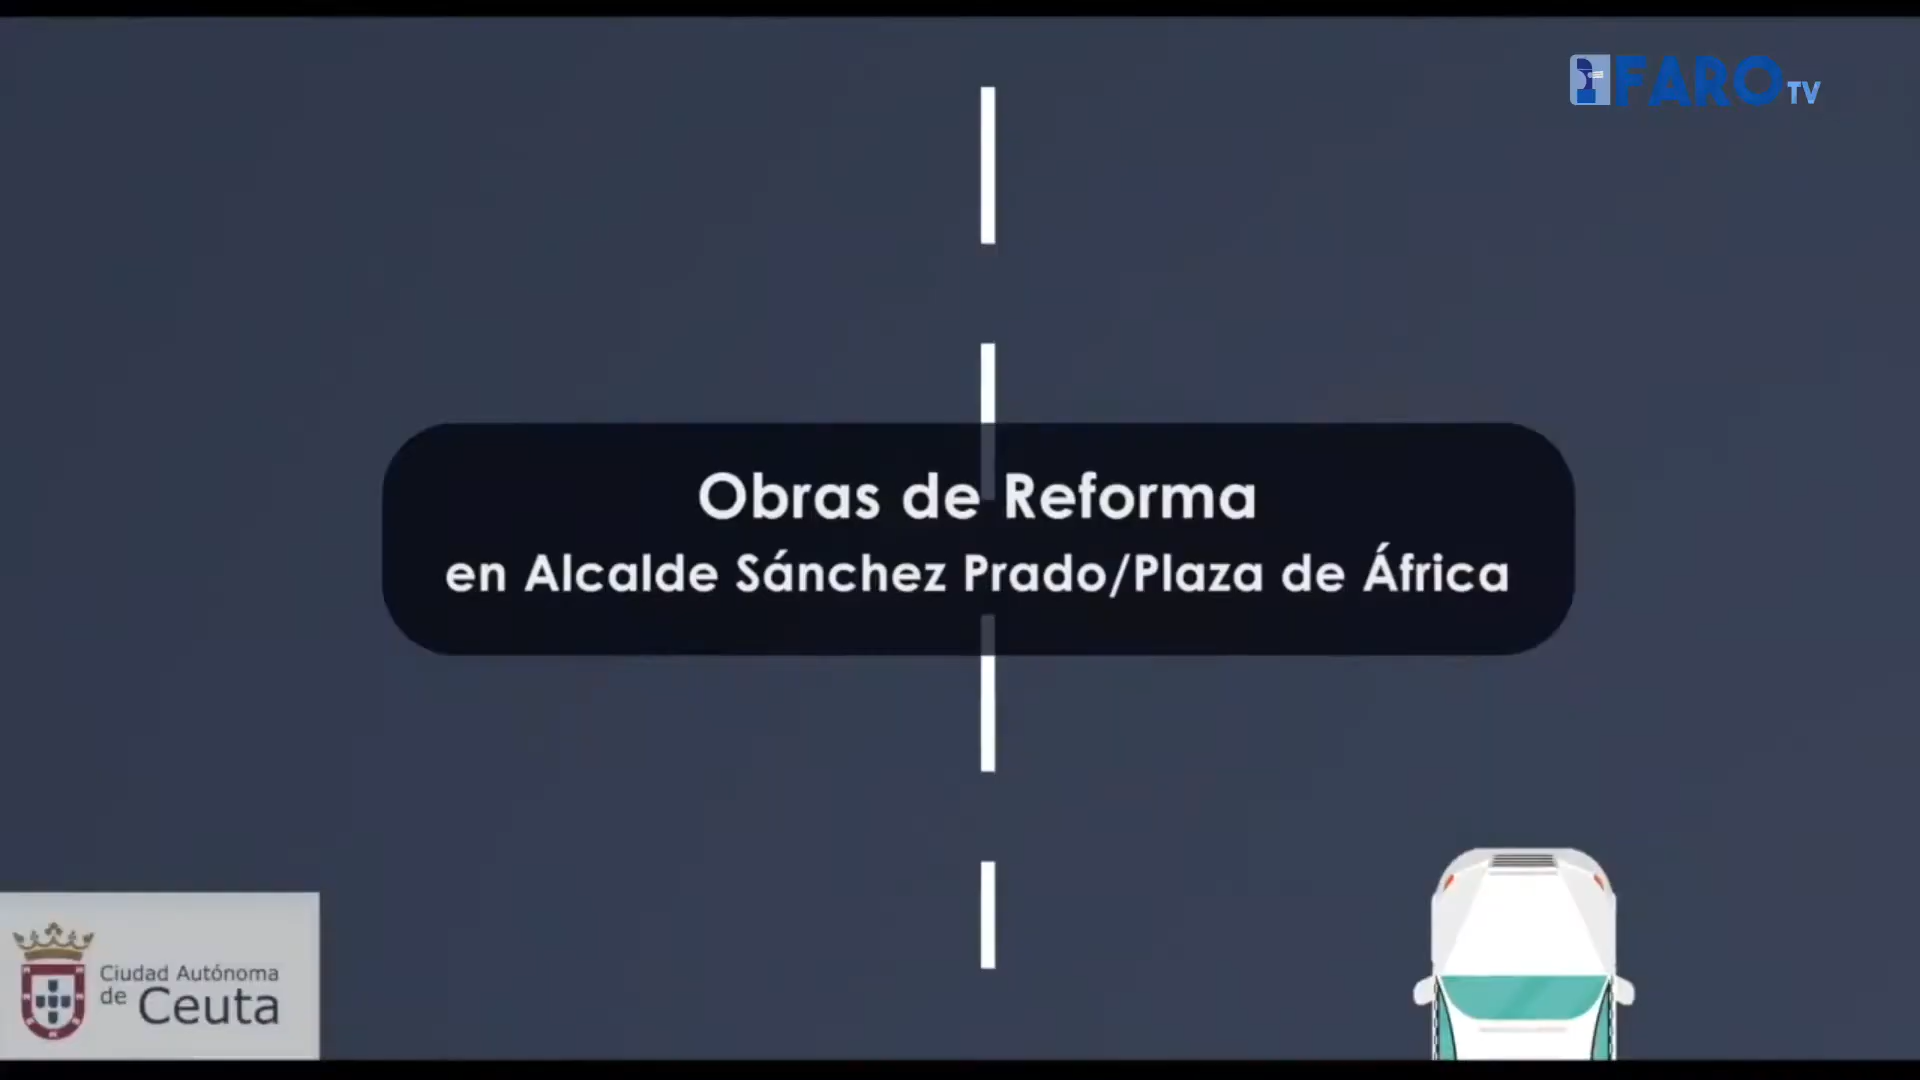 FARO TV
Obras de Reforma
en Alcalde Sánchez Prado/Plaza de África
Ciudad Autónoma
de Ceuta